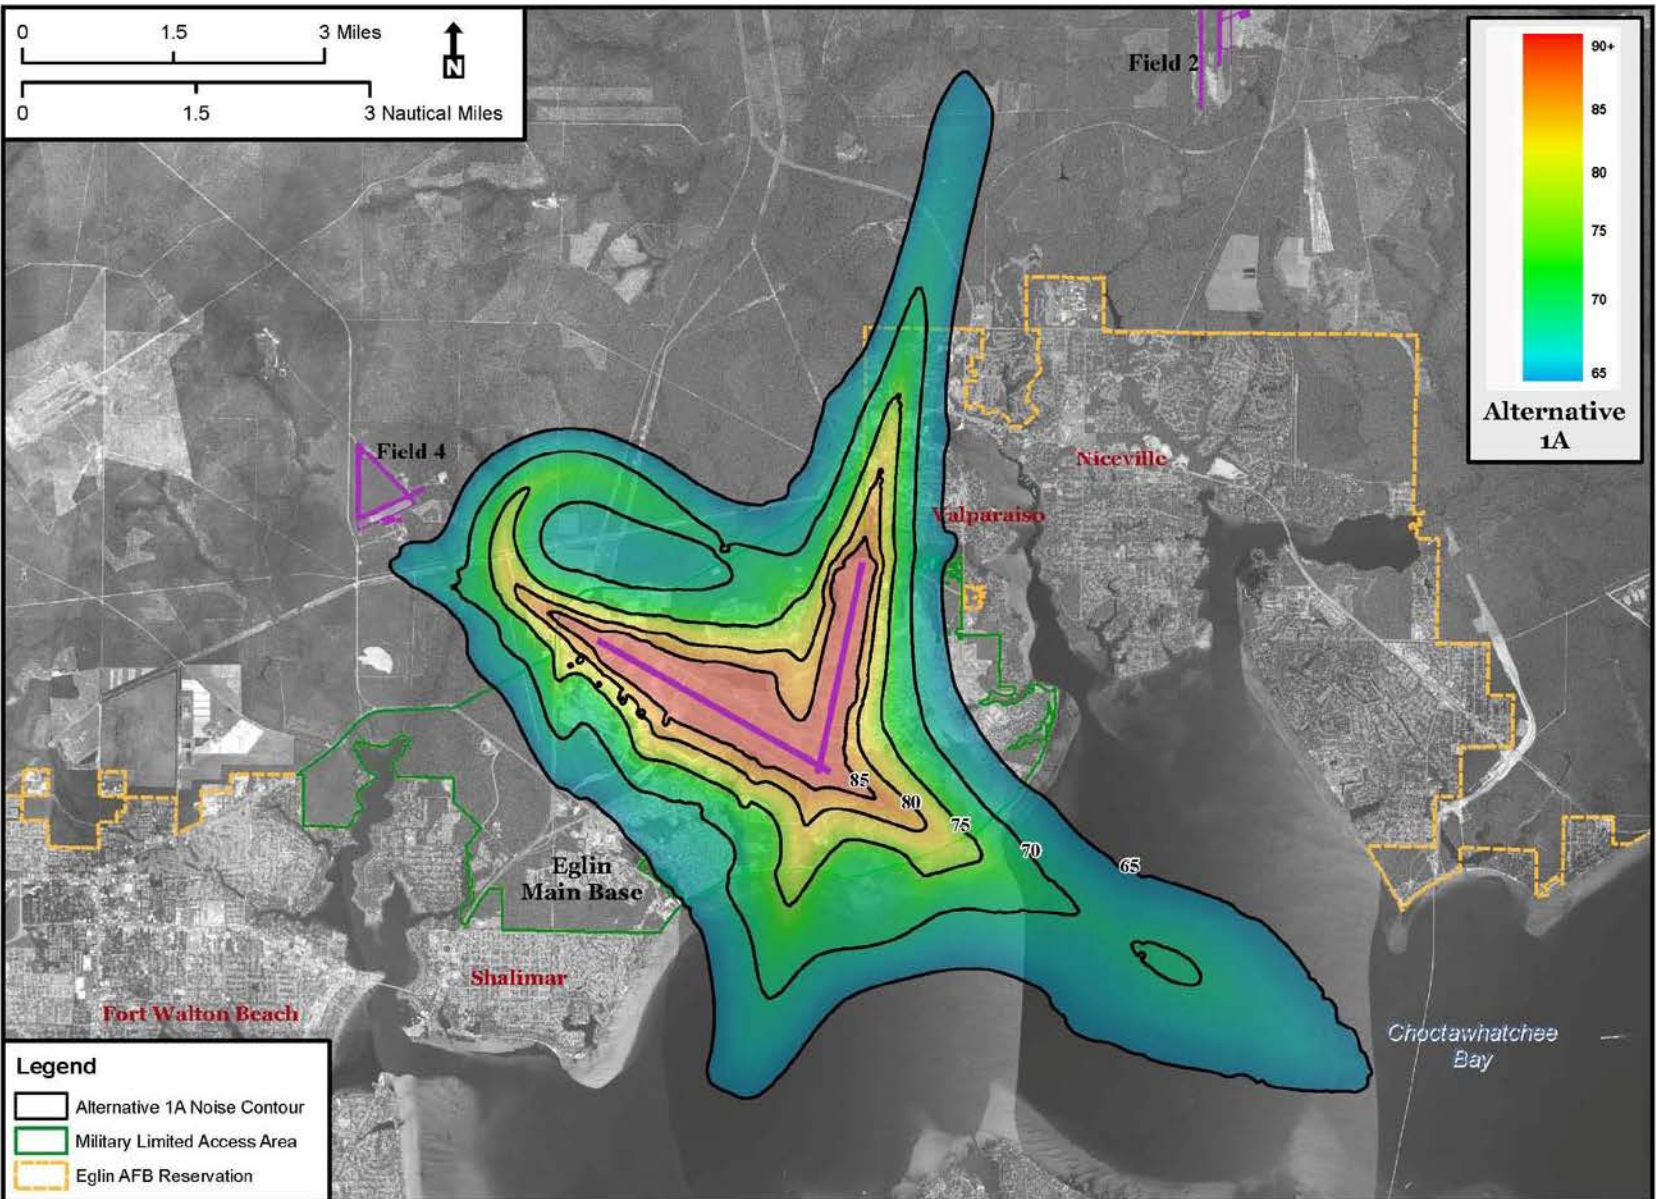 0 1.5 3 Miles
N
0 1.5 3 Nautical Miles
Field 2
90+
85
80
75
70
65
Alternative
1A
Field 4
Niceville
Valparaiso
85
80
75
70
65
Eglin
Main Base
Shalimar
Fort Walton Beach
Choctawhatchee
Bay
Legend
Alternative 1A Noise Contour
Military Limited Access Area
Eglin AFB Reservation